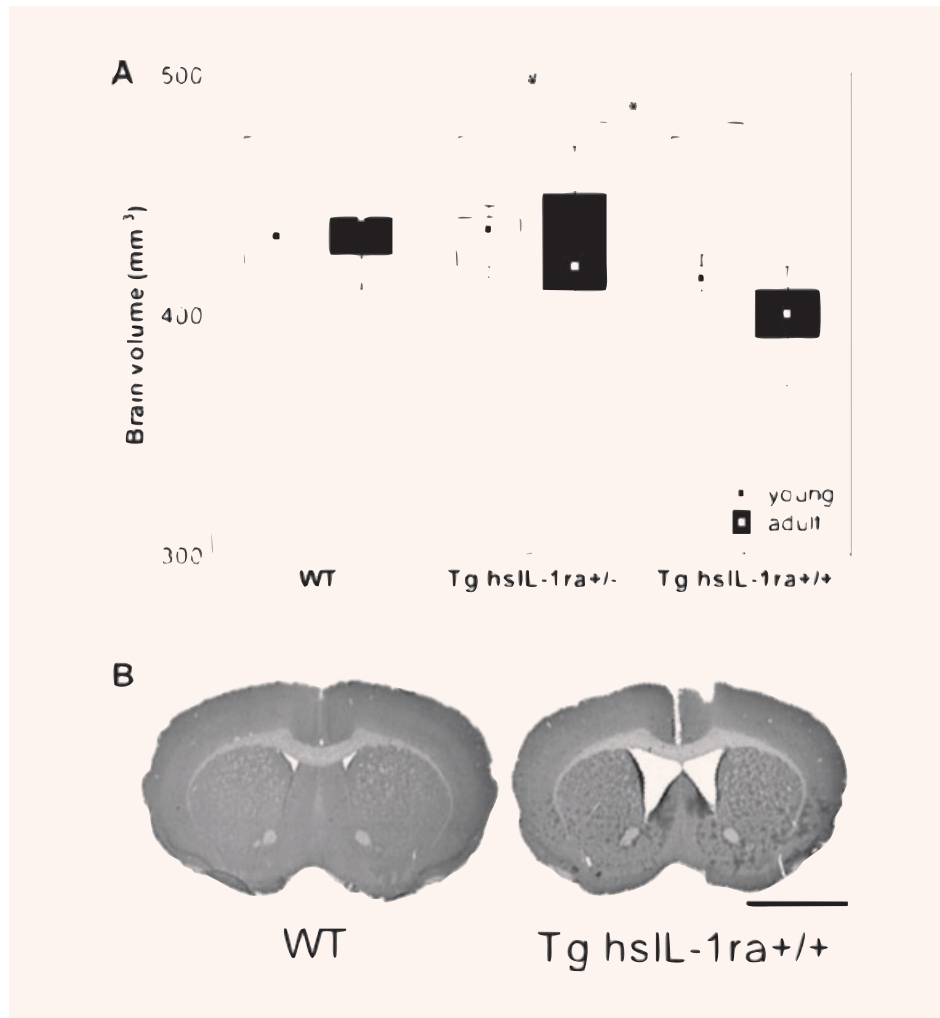 A
500
*
*
Brain volume (mm³)
400
young
adult
300
WT
Tg hsIL-1ra+/-
Tg hsIL-1ra+/+
B
WT
Tg hsIL-1ra+/+